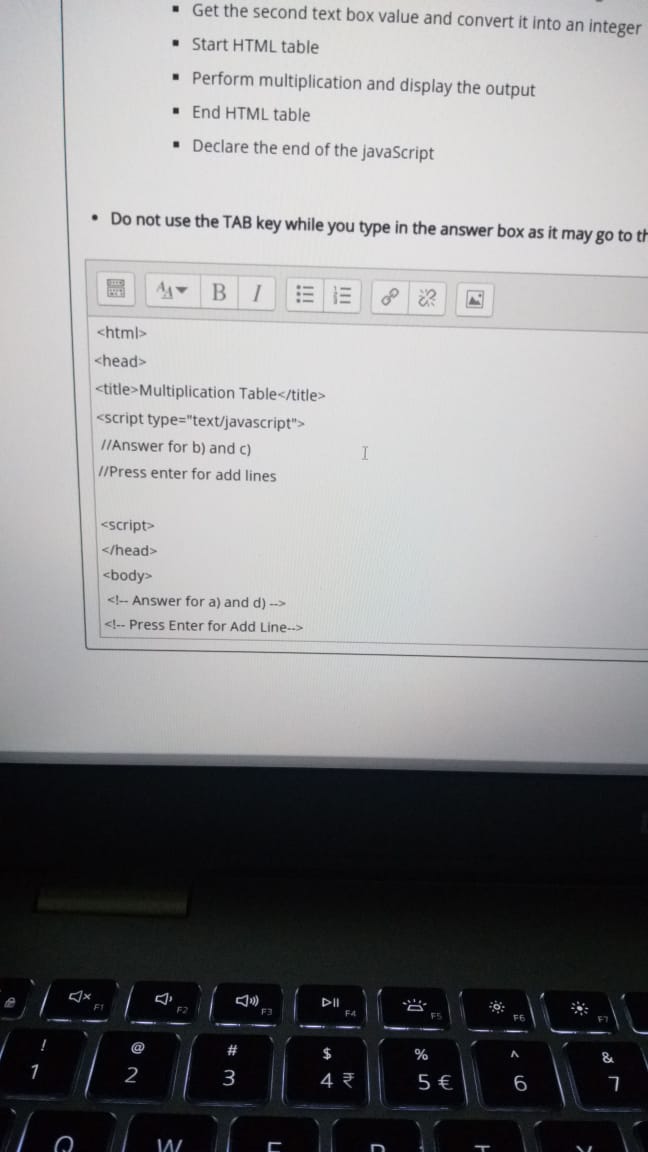 Get the second text box value and convert it into an integer
Start HTML table
Perform multiplication and display the output
End HTML table
Declare the end of the javaScript
Do not use the TAB key while you type in the answer box as it may go to th
B I
<html>
<head>
<title>Multiplication Table</title>
<script type="text/javascript">
//Answer for b) and c)
//Press enter for add lines
<script>
</head>
<body>
<!-- Answer for a) and d) -->
<!-- Press Enter for Add Line-->
F1 F2 F3 F4 F5 F6 F7
! @ # $ % ^ &
1 2 3 4 ₹ 5 € 6 7
Q W